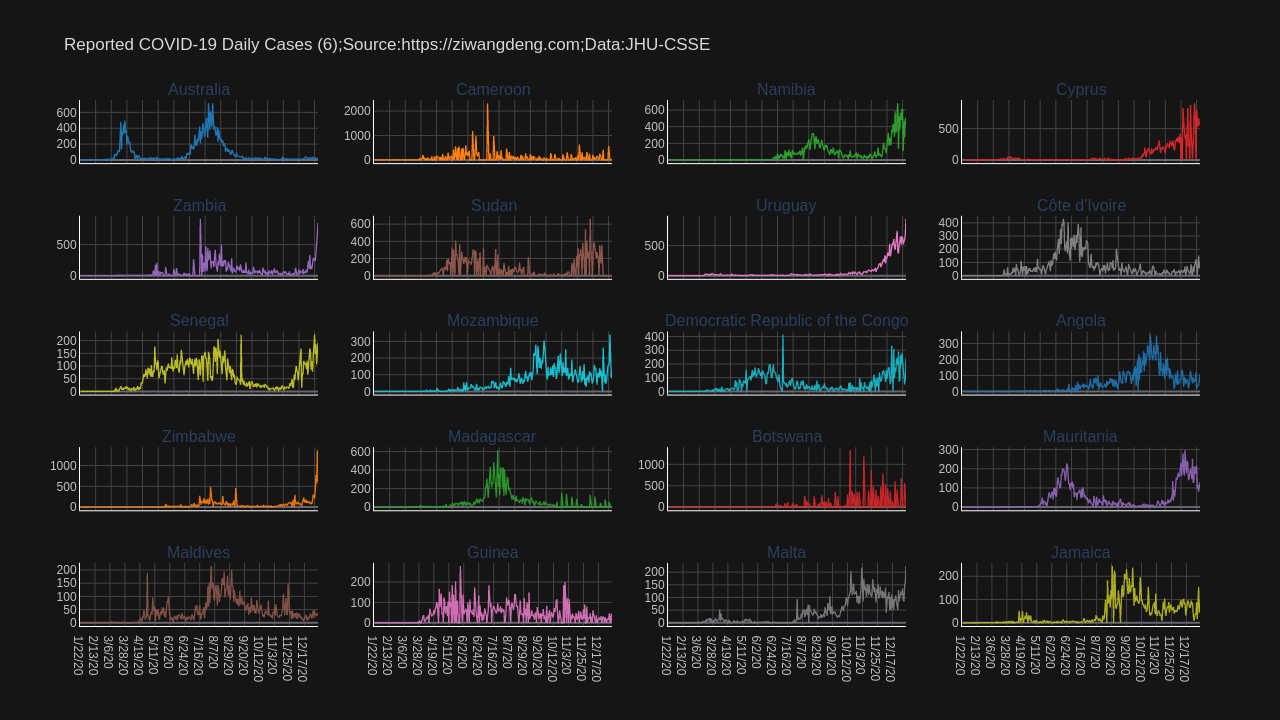 Reported COVID-19 Daily Cases (6);Source:https://ziwangdeng.com;Data:JHU-CSSE
Australia Cameroon Namibia Cyprus
600 400 200 0
2000 1000 0
600 400 200 0
500 0
Zambia Sudan Uruguay Côte d'Ivoire
500 0
600 400 200 0
500 0
400 300 200 100 0
Senegal Mozambique Democratic Republic of the Congo Angola
200 150 100 50 0
300 200 100 0
400 300 200 100 0
300 200 100 0
Zimbabwe Madagascar Botswana Mauritania
1000 500 0
600 400 200 0
1000 500 0
300 200 100 0
Maldives Guinea Malta Jamaica
200 150 100 50 0
200 100 0
200 150 100 50 0
200 100 0
1/22/20 2/13/20 3/6/20 3/28/20 4/19/20 5/11/20 6/2/20 6/24/20 7/16/20 8/7/20 8/29/20 9/20/20 10/12/20 11/3/20 11/25/20 12/17/20
1/22/20 2/13/20 3/6/20 3/28/20 4/19/20 5/11/20 6/2/20 6/24/20 7/16/20 8/7/20 8/29/20 9/20/20 10/12/20 11/3/20 11/25/20 12/17/20
1/22/20 2/13/20 3/6/20 3/28/20 4/19/20 5/11/20 6/2/20 6/24/20 7/16/20 8/7/20 8/29/20 9/20/20 10/12/20 11/3/20 11/25/20 12/17/20
1/22/20 2/13/20 3/6/20 3/28/20 4/19/20 5/11/20 6/2/20 6/24/20 7/16/20 8/7/20 8/29/20 9/20/20 10/12/20 11/3/20 11/25/20 12/17/20